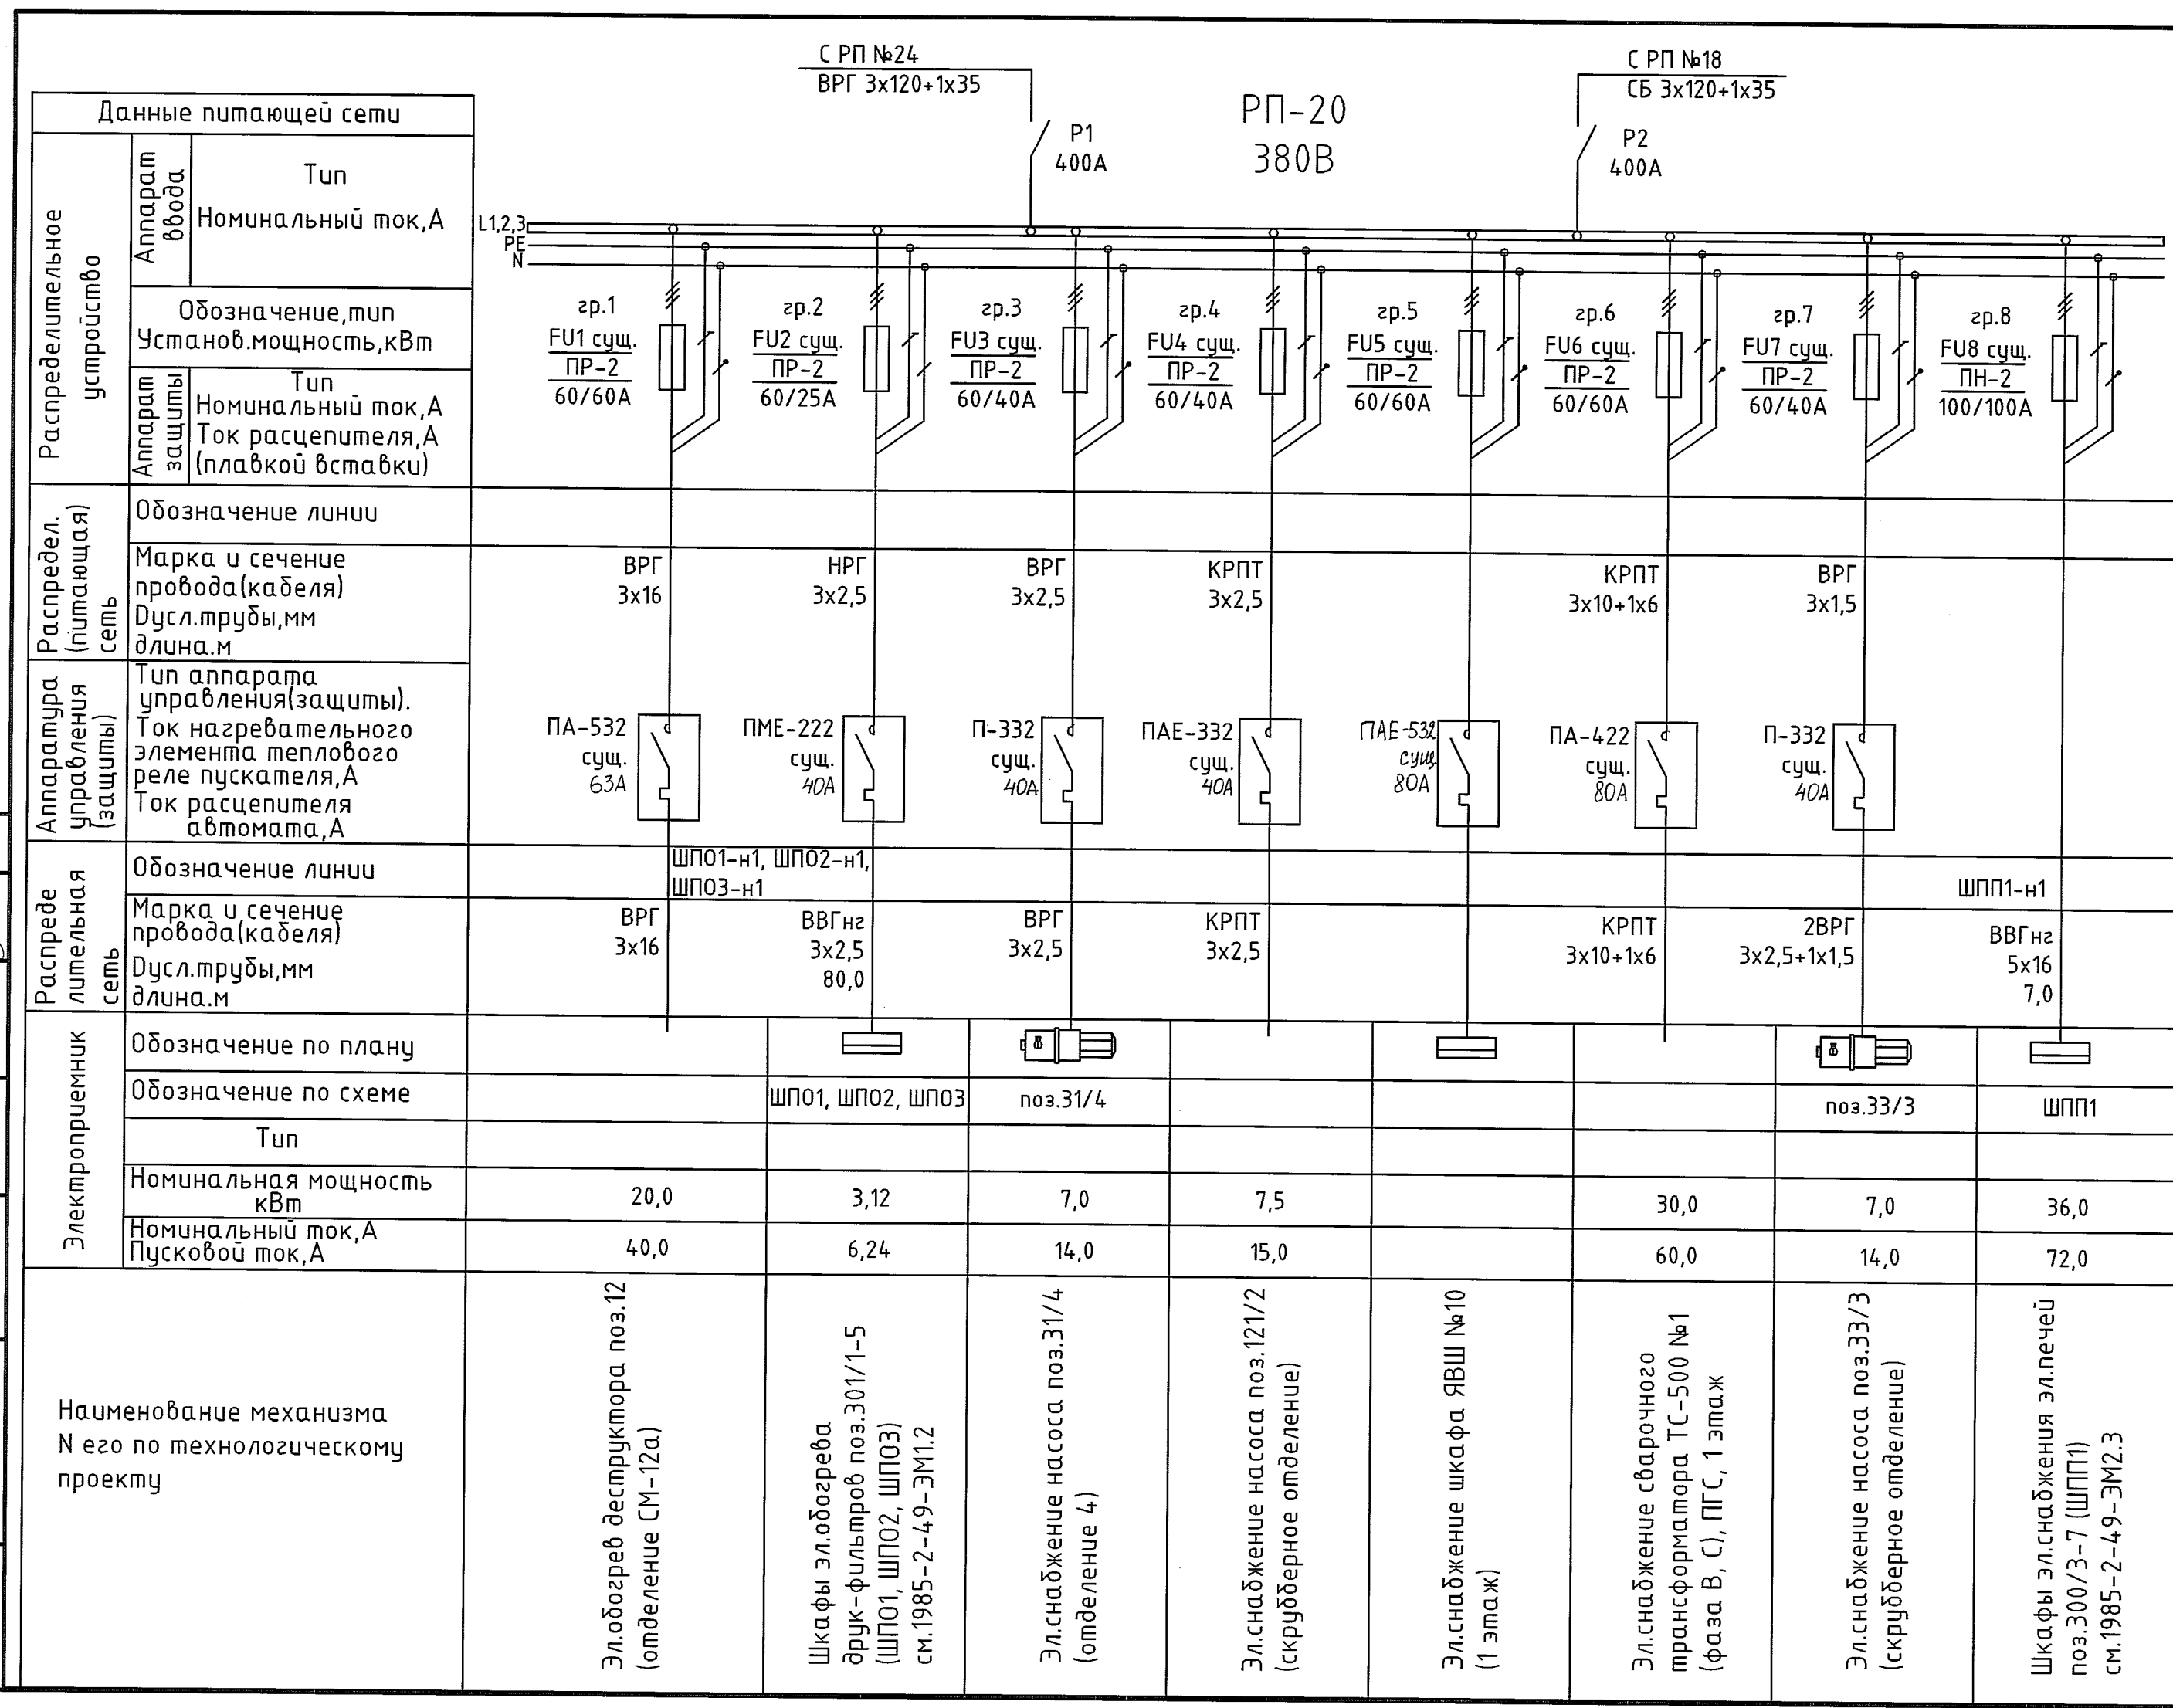 С РП №24
ВРГ 3х120+1х35
С РП №18
СБ 3х120+1х35
РП-20
380В
Р1
400А
Р2
400А
Данные питающей сети
Распределительное
устройство
Аппарат
ввода
Тип
Номинальный ток,А
Обозначение,тип
Установ.мощность,кВт
Аппарат
защиты
Тип
Номинальный ток,А
Ток расцепителя,А
(плавкой вставки)
L1,2,3
PE
N
гр.1
FU1 сущ.
ПР-2
60/60А
гр.2
FU2 сущ.
ПР-2
60/25А
гр.3
FU3 сущ.
ПР-2
60/40А
гр.4
FU4 сущ.
ПР-2
60/40А
гр.5
FU5 сущ.
ПР-2
60/60А
гр.6
FU6 сущ.
ПР-2
60/60А
гр.7
FU7 сущ.
ПР-2
60/40А
гр.8
FU8 сущ.
ПН-2
100/100А
Распредел.
(питающая)
сеть
Обозначение линии
Марка и сечение
провода(кабеля)
Dусл.трубы,мм
длина.м
ВРГ
3х16
НРГ
3х2,5
ВРГ
3х2,5
КРПТ
3х2,5
КРПТ
3х10+1х6
ВРГ
3х1,5
Аппаратура
управления
(защиты)
Тип аппарата
управления(защиты).
Ток нагревательного
элемента теплового
реле пускателя,А
Ток расцепителя
автомата,А
ПА-532
сущ.
63А
ПМЕ-222
сущ.
40А
П-332
сущ.
40А
ПАЕ-332
сущ.
40А
ПАЕ-532
сущ
80А
ПА-422
сущ.
80А
П-332
сущ.
40А
Распреде
лительная
сеть
Обозначение линии
ШПО1-н1, ШПО2-н1,
ШПО3-н1
ШПП1-н1
Марка и сечение
провода(кабеля)
Dусл.трубы,мм
длина.м
ВРГ
3х16
ВВГнг
3х2,5
80,0
ВРГ
3х2,5
КРПТ
3х2,5
КРПТ
3х10+1х6
2ВРГ
3х2,5+1х1,5
ВВГнг
5х16
7,0
Электроприемник
Обозначение по плану
Обозначение по схеме
ШПО1, ШПО2, ШПО3
поз.31/4
поз.33/3
ШПП1
Тип
Номинальная мощность
кВт
20,0
3,12
7,0
7,5
30,0
7,0
36,0
Номинальный ток,А
Пусковой ток,А
40,0
6,24
14,0
15,0
60,0
14,0
72,0
Наименование механизма
N его по технологическому
проекту
Эл.обогрев деструктора поз.12
(отделение СМ-12а)
Шкафы эл.обогрева
друк-фильтров поз.301/1-5
(ШПО1, ШПО2, ШПО3)
см.1985-2-49-ЭМ1.2
Эл.снабжение насоса поз.31/4
(отделение 4)
Эл.снабжение насоса поз.121/2
(скрубберное отделение)
Эл.снабжение шкафа ЯВШ №10
(1 этаж)
Эл.снабжение сварочного
трансформатора ТС-500 №1
(фаза В, С), ПГС, 1 этаж
Эл.снабжение насоса поз.33/3
(скрубберное отделение)
Шкафы эл.снабжения эл.печей
поз.300/3-7 (ШПП1)
см.1985-2-49-ЭМ2.3